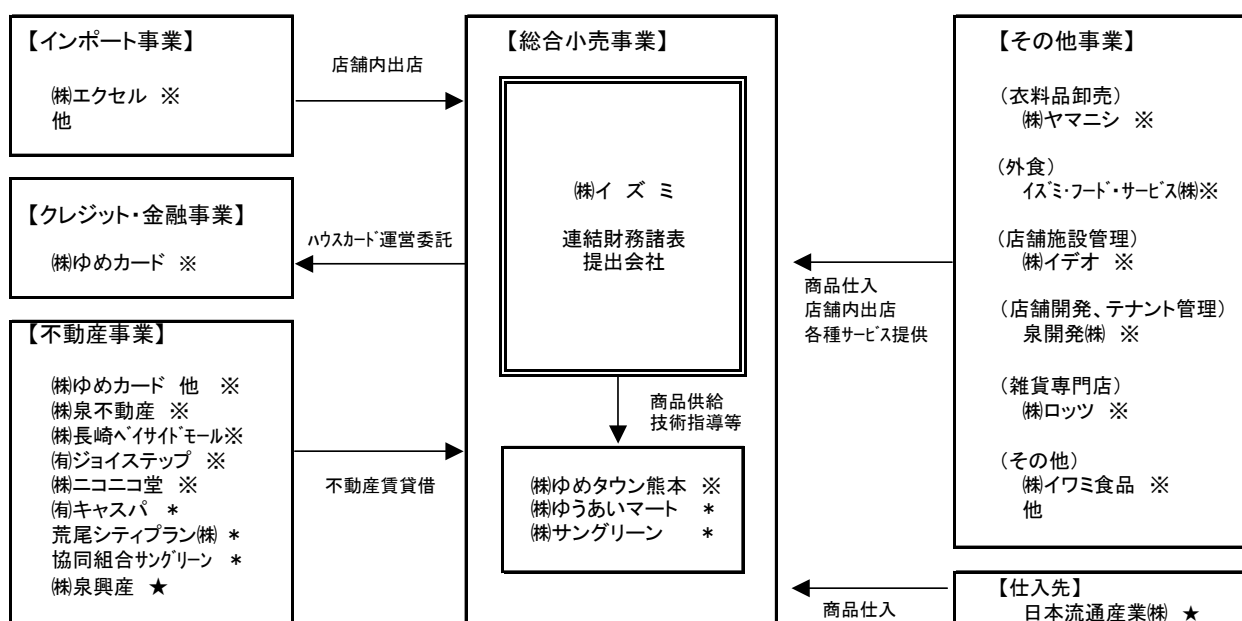 【インポート事業】
㈱エクセル ※
他
店舗内出店
【クレジット・金融事業】
㈱ゆめカード ※
ﾊｳｽｶｰﾄﾞ運営委託
【不動産事業】
㈱ゆめカード 他 ※
㈱泉不動産 ※
㈱長崎ﾍﾞｲｻｲﾄﾞﾓｰﾙ※
㈲ジョイステップ ※
㈱ニコニコ堂 ※
㈲キャスパ *
荒尾シティプラン㈱ *
協同組合ｻﾝｸﾞﾘｰﾝ *
㈱泉興産 ★
不動産賃貸借
【総合小売事業】
㈱イ ズ ミ
連結財務諸表
提出会社
商品供給
技術指導等
㈱ゆめタウン熊本 ※
㈱ゆうあいマート *
㈱サングリーン *
商品仕入
店舗内出店
各種ｻｰﾋﾞｽ提供
【その他事業】
(衣料品卸売)
㈱ヤマニシ ※
(外食)
ｲｽﾞﾐ･ﾌｰﾄﾞ･ｻｰﾋﾞｽ㈱※
(店舗施設管理)
㈱イデオ ※
(店舗開発、テナント管理)
泉開発㈱ ※
(雑貨専門店)
㈱ロッツ ※
(その他)
㈱イワミ食品 ※
他
商品仕入
【仕入先】
日本流通産業㈱ ★